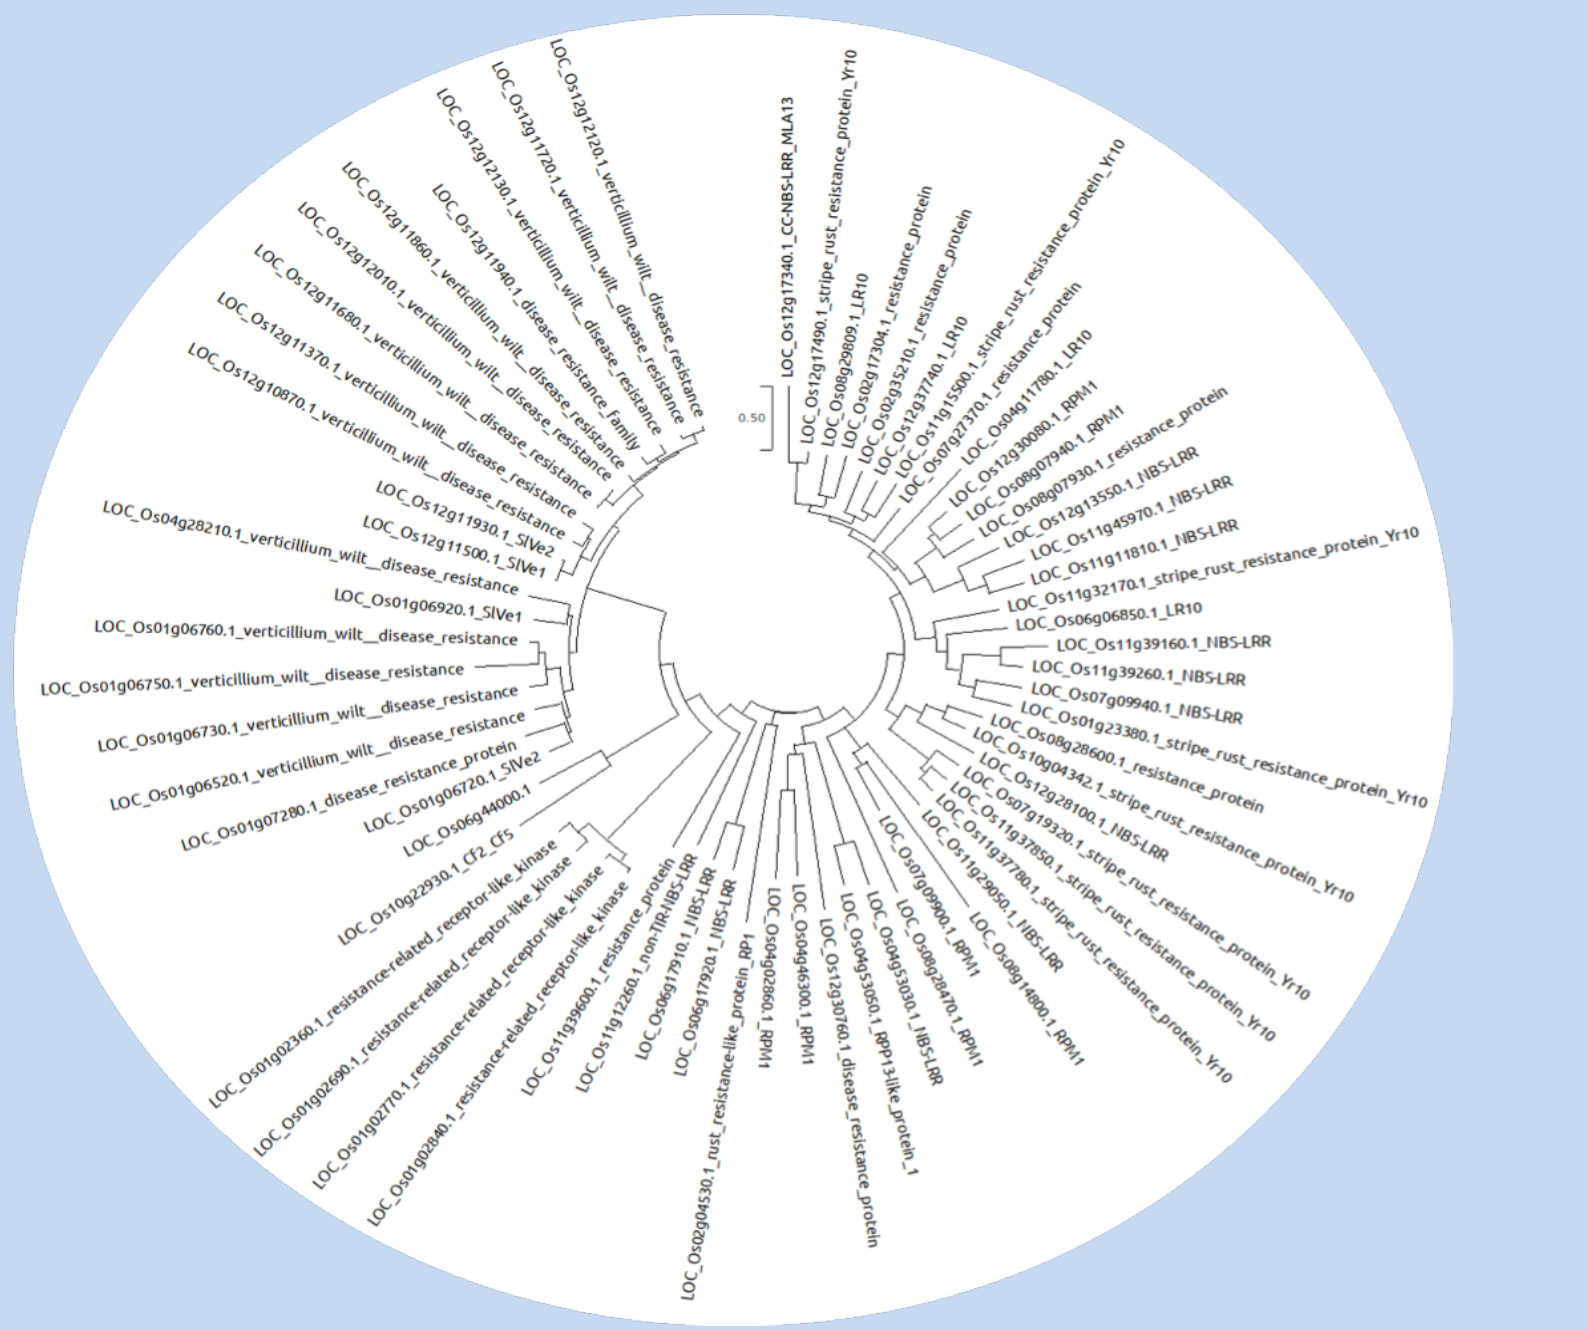 LOC_Os12g17340.1_CC-NBS-LRR_MLA13
LOC_Os12g17490.1_stripe_rust_resistance_protein_Yr10
LOC_Os08g29809.1_LR10
LOC_Os02g17304.1_resistance_protein
LOC_Os02g35210.1_resistance_protein
LOC_Os12g37740.1_LR10
LOC_Os11g15500.1_stripe_rust_resistance_protein_Yr10
LOC_Os07g27370.1_resistance_protein
LOC_Os04g11780.1_LR10
LOC_Os12g30080.1_RPM1
LOC_Os08g07940.1_RPM1
LOC_Os08g07930.1_resistance_protein
LOC_Os12g13550.1_NBS-LRR
LOC_Os11g45970.1_NBS-LRR
LOC_Os11g11810.1_NBS-LRR
LOC_Os11g32170.1_stripe_rust_resistance_protein_Yr10
LOC_Os06g06850.1_LR10
LOC_Os11g39160.1_NBS-LRR
LOC_Os11g39260.1_NBS-LRR
LOC_Os07g09940.1_NBS-LRR
LOC_Os01g23380.1_stripe_rust_resistance_protein_Yr10
LOC_Os08g28600.1_resistance_protein
LOC_Os10g04342.1_stripe_rust_resistance_protein_Yr10
LOC_Os12g28100.1_NBS-LRR
LOC_Os07g19320.1_stripe_rust_resistance_protein_Yr10
LOC_Os11g37850.1_stripe_rust_resistance_protein_Yr10
LOC_Os11g37780.1_stripe_rust_resistance_protein_Yr10
LOC_Os11g29050.1_NBS-LRR
LOC_Os08g14800.1_RPM1
LOC_Os07g09900.1_RPM1
LOC_Os08g28470.1_RPM1
LOC_Os04g53030.1_NBS-LRR
LOC_Os04g53050.1_RPP13-like_protein_1
LOC_Os12g30760.1_disease_resistance_protein
LOC_Os04g46300.1_RPM1
LOC_Os04g02860.1_RPM1
LOC_Os02g04530.1_rust_resistance-like_protein_RP1
LOC_Os06g17920.1_NBS-LRR
LOC_Os06g17910.1_NBS-LRR
LOC_Os11g12260.1_non-TIR-NBS-LRR
LOC_Os11g39600.1_resistance_protein
LOC_Os01g02840.1_resistance-related_receptor-like_kinase
LOC_Os01g02770.1_resistance-related_receptor-like_kinase
LOC_Os01g02690.1_resistance-related_receptor-like_kinase
LOC_Os01g02360.1_resistance-related_receptor-like_kinase
LOC_Os10g22930.1_Cf2_Cf5
LOC_Os06g44000.1
LOC_Os01g06720.1_SlVe2
LOC_Os01g07280.1_disease_resistance_protein
LOC_Os01g06520.1_verticillium_wilt__disease_resistance
LOC_Os01g06730.1_verticillium_wilt__disease_resistance
LOC_Os01g06750.1_verticillium_wilt__disease_resistance
LOC_Os01g06760.1_verticillium_wilt__disease_resistance
LOC_Os01g06920.1_SlVe1
LOC_Os04g28210.1_verticillium_wilt__disease_resistance
LOC_Os12g11500.1_SlVe1
LOC_Os12g11930.1_SlVe2
LOC_Os12g10870.1_verticillium_wilt__disease_resistance
LOC_Os12g11370.1_verticillium_wilt__disease_resistance
LOC_Os12g11680.1_verticillium_wilt__disease_resistance
LOC_Os12g12010.1_verticillium_wilt__disease_resistance
LOC_Os12g11860.1_verticillium_wilt__disease_resistance
LOC_Os12g11940.1_disease_resistance_family
LOC_Os12g12130.1_verticillium_wilt__disease_resistance
LOC_Os12g11720.1_verticillium_wilt__disease_resistance
LOC_Os12g12120.1_verticillium_wilt__disease_resistance
0.50